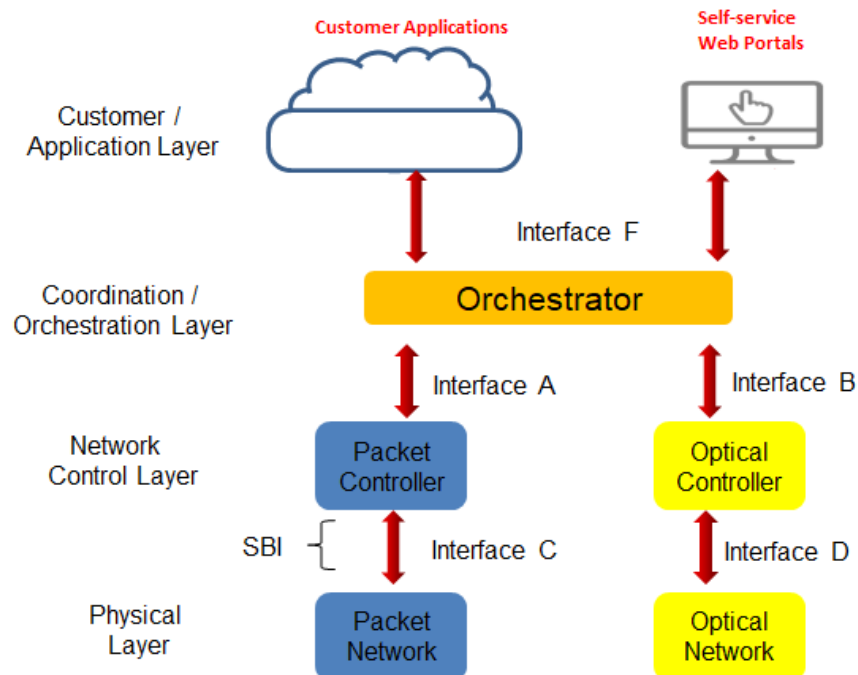 Customer Applications
Self-service
Web Portals
Customer /
Application Layer
Interface F
Coordination /
Orchestration Layer
Orchestrator
Interface A
Interface B
Network
Control Layer
Packet
Controller
Optical
Controller
SBI
Interface C
Interface D
Physical
Layer
Packet
Network
Optical
Network